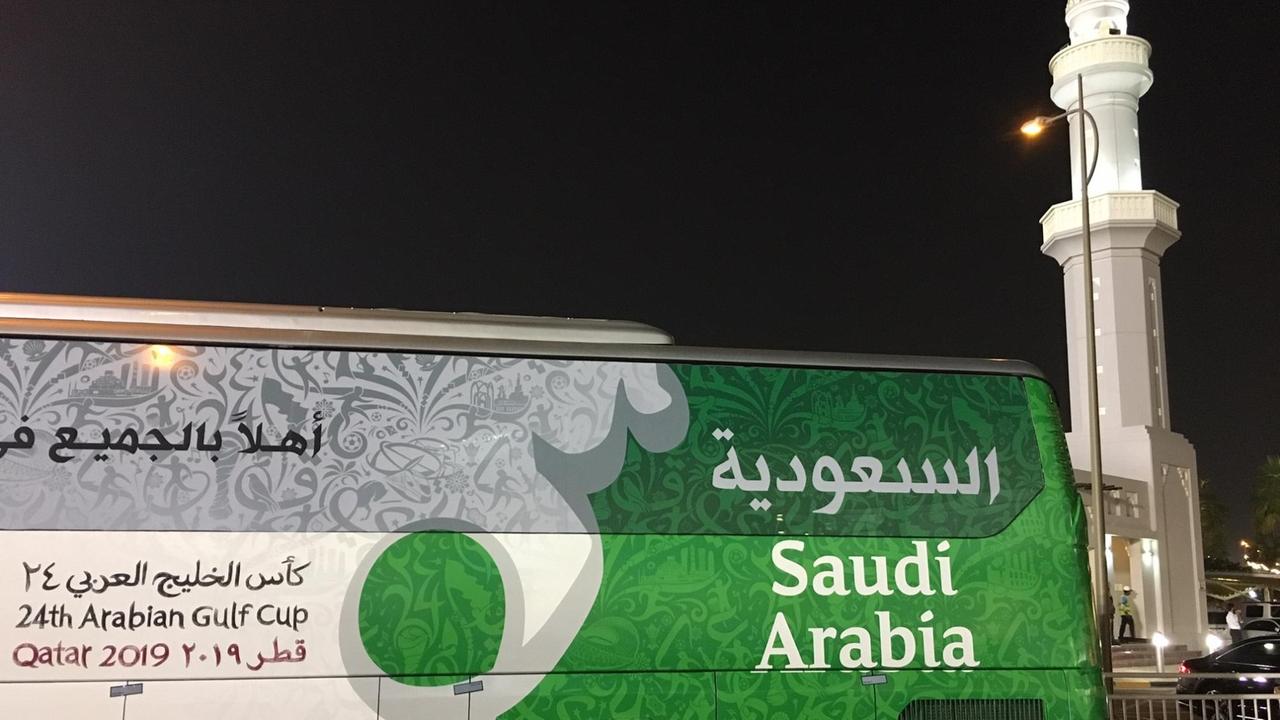 أهلاً بالجميع في
السعودية
Saudi
Arabia
كأس الخليج العربي ٢٤
24th Arabian Gulf Cup
Qatar 2019 قطر ٢٠١٩